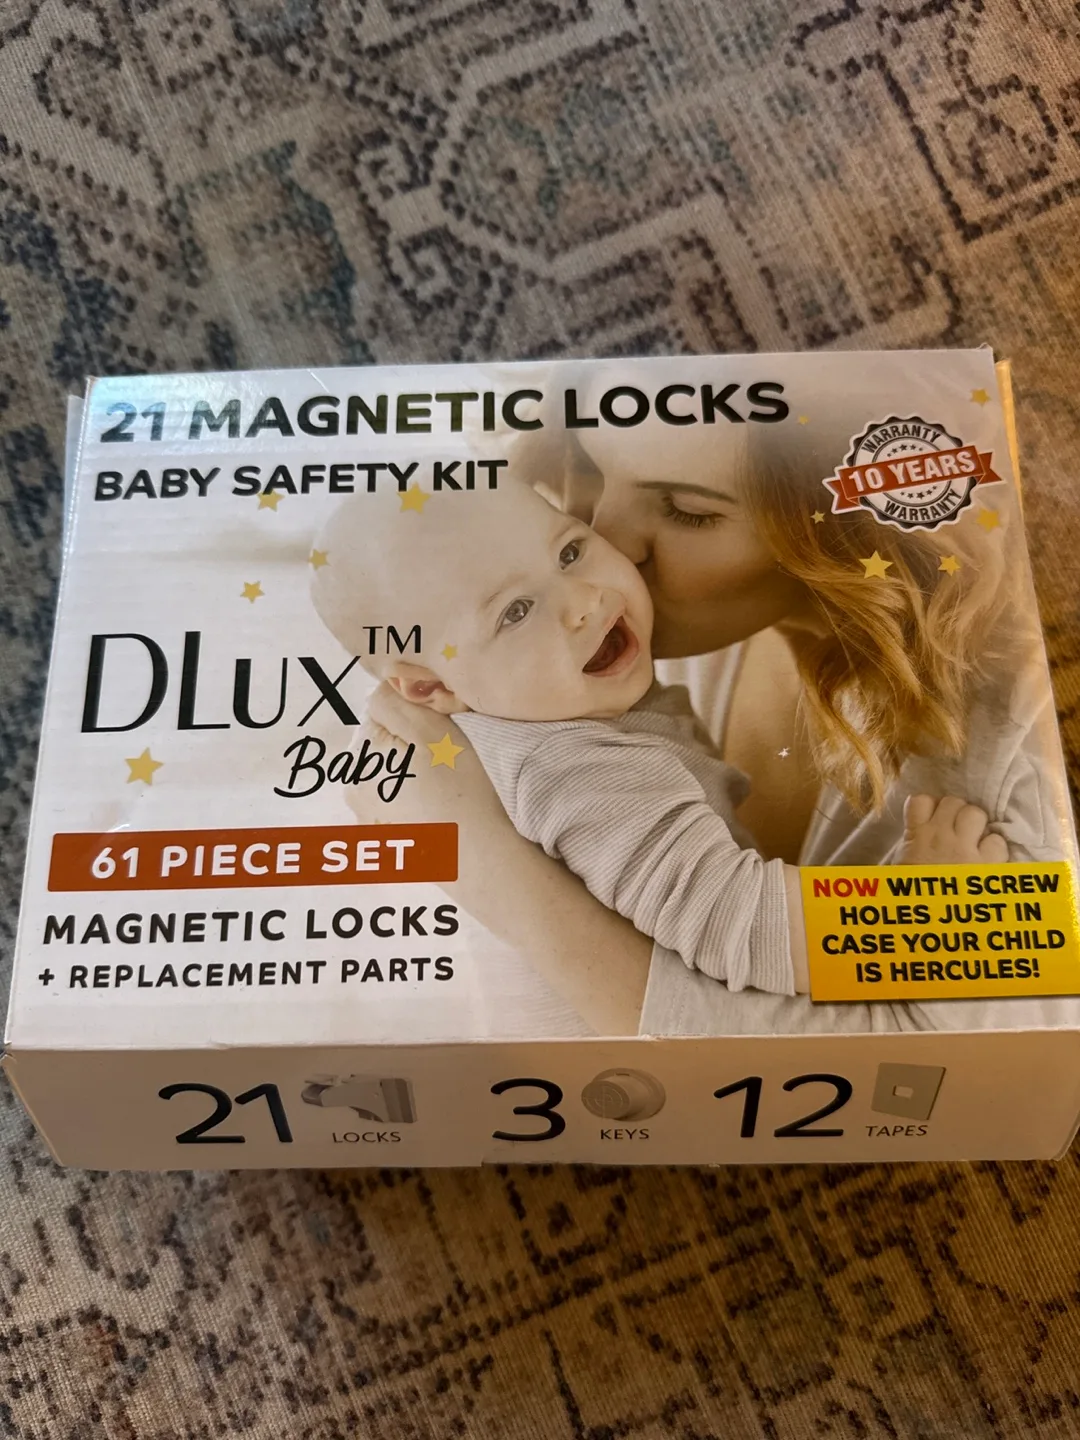 21 MAGNETIC LOCKS
BABY SAFETY KIT
WARRANTY
10 YEARS
WARRANTY
DLUX™
Baby
61 PIECE SET
MAGNETIC LOCKS
+ REPLACEMENT PARTS
NOW WITH SCREW
HOLES JUST IN
CASE YOUR CHILD
IS HERCULES!
21 LOCKS
3 KEYS
12 TAPES